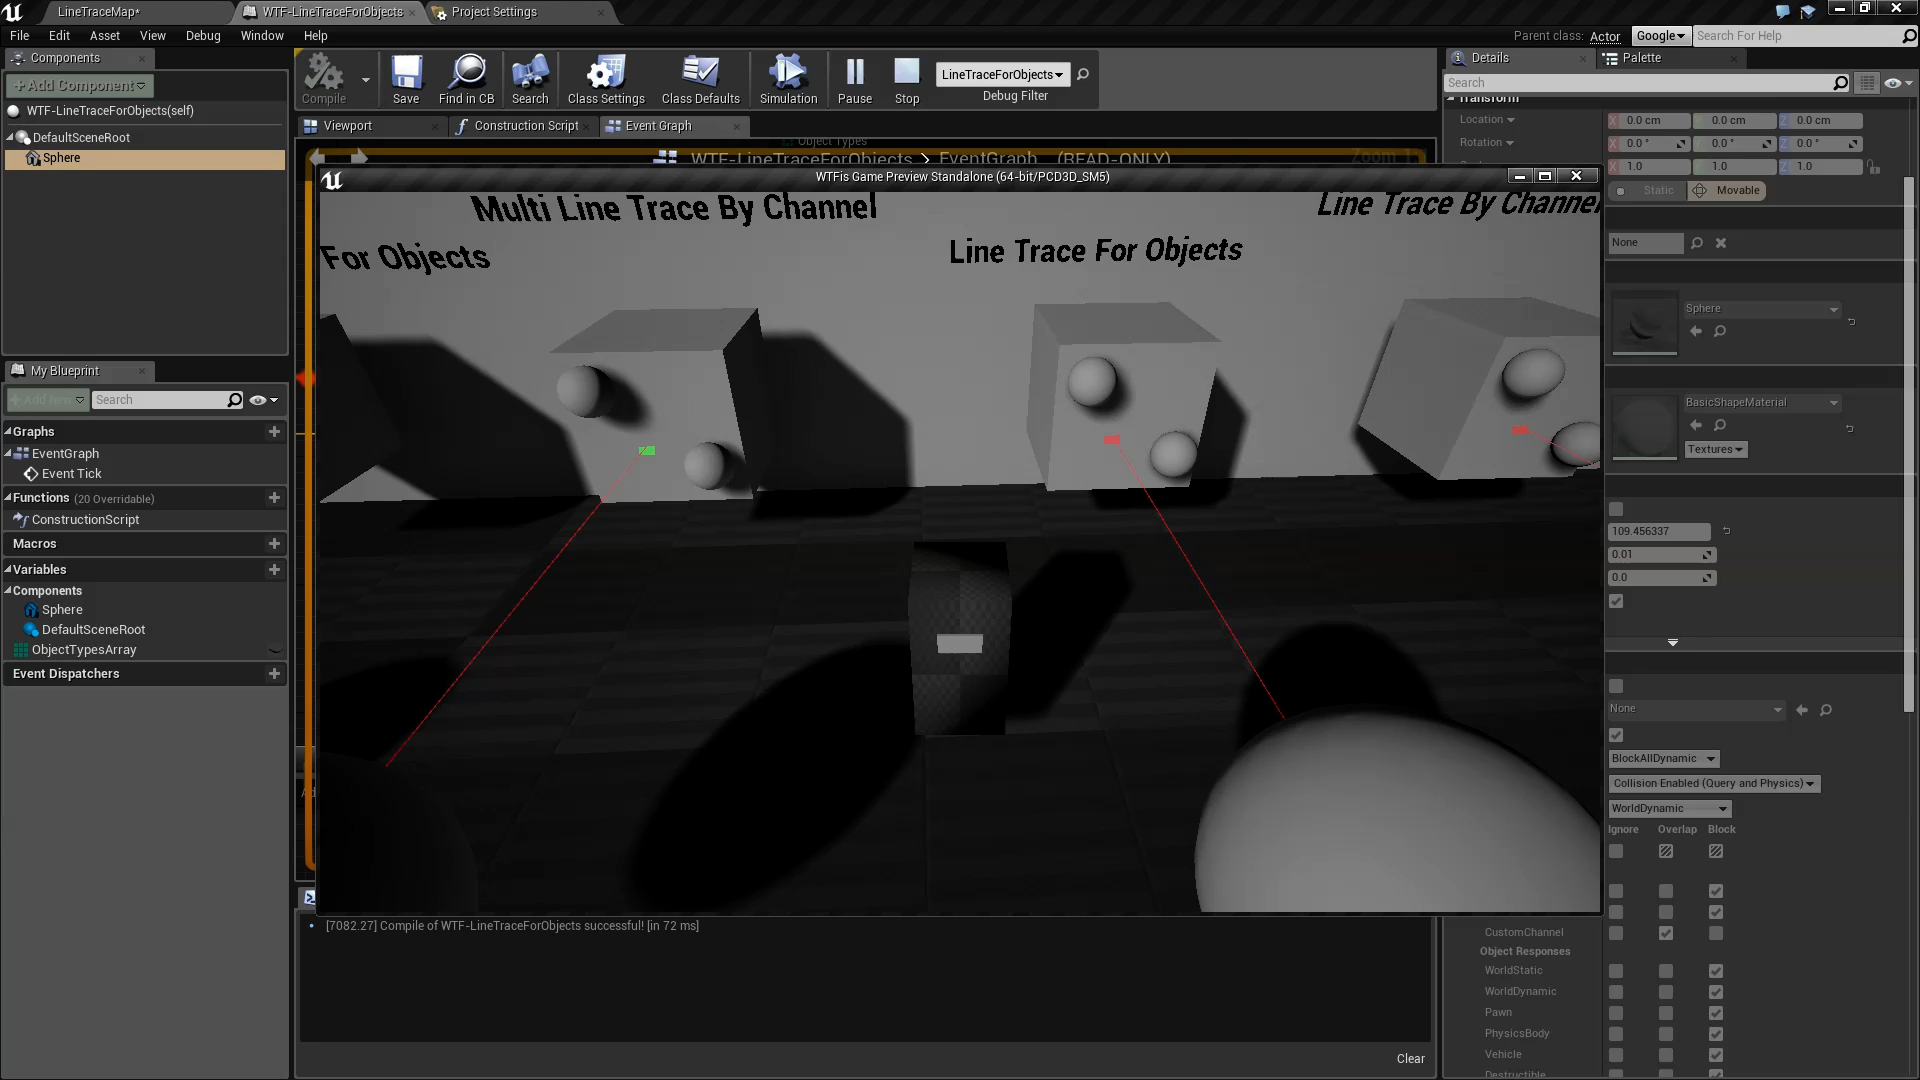 LineTraceMap*
WTF-LineTraceForObjects
Project Settings
File Edit Asset View Debug Window Help
Parent class: Actor
Google
Search For Help
Components
+Add Component
WTF-LineTraceForObjects(self)
DefaultSceneRoot
Sphere
Compile
Save
Find in CB
Search
Class Settings
Class Defaults
Simulation
Pause
Stop
LineTraceForObjects
Debug Filter
Viewport
Construction Script
Event Graph
Object Types
WTF-LineTraceForObjects > EventGraph (READ-ONLY)
WTFis Game Preview Standalone (64-bit/PCD3D_SM5)
Multi Line Trace By Channel
Line Trace By Channel
For Objects
Line Trace For Objects
My Blueprint
+Add New
Search
Graphs
EventGraph
Event Tick
Functions (20 Overridable)
ConstructionScript
Macros
Variables
Components
Sphere
DefaultSceneRoot
ObjectTypesArray
Event Dispatchers
[7082.27] Compile of WTF-LineTraceForObjects successful! [in 72 ms]
Clear
Details
Palette
Search
Transform
Location
X 0.0 cm Y 0.0 cm Z 0.0 cm
Rotation
X 0.0 ° Y 0.0 ° Z 0.0 °
X 1.0 Y 1.0 Z 1.0
Static
Movable
None
Sphere
BasicShapeMaterial
Textures
109.456337
0.01
0.0
None
BlockAllDynamic
Collision Enabled (Query and Physics)
WorldDynamic
Ignore Overlap Block
CustomChannel
Object Responses
WorldStatic
WorldDynamic
Pawn
PhysicsBody
Vehicle
Destructible